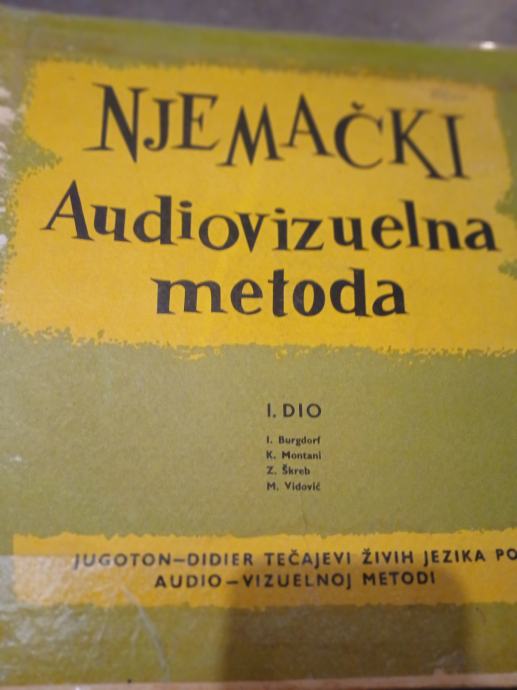 NJEMAČKI
Audiovizuelna
metoda
I. DIO
I. Burgdorf
K. Montani
Z. Škreb
M. Vidović
JUGOTON—DIDIER TEČAJEVI ŽIVIH JEZIKA PO
AUDIO—VIZUELNOJ METODI